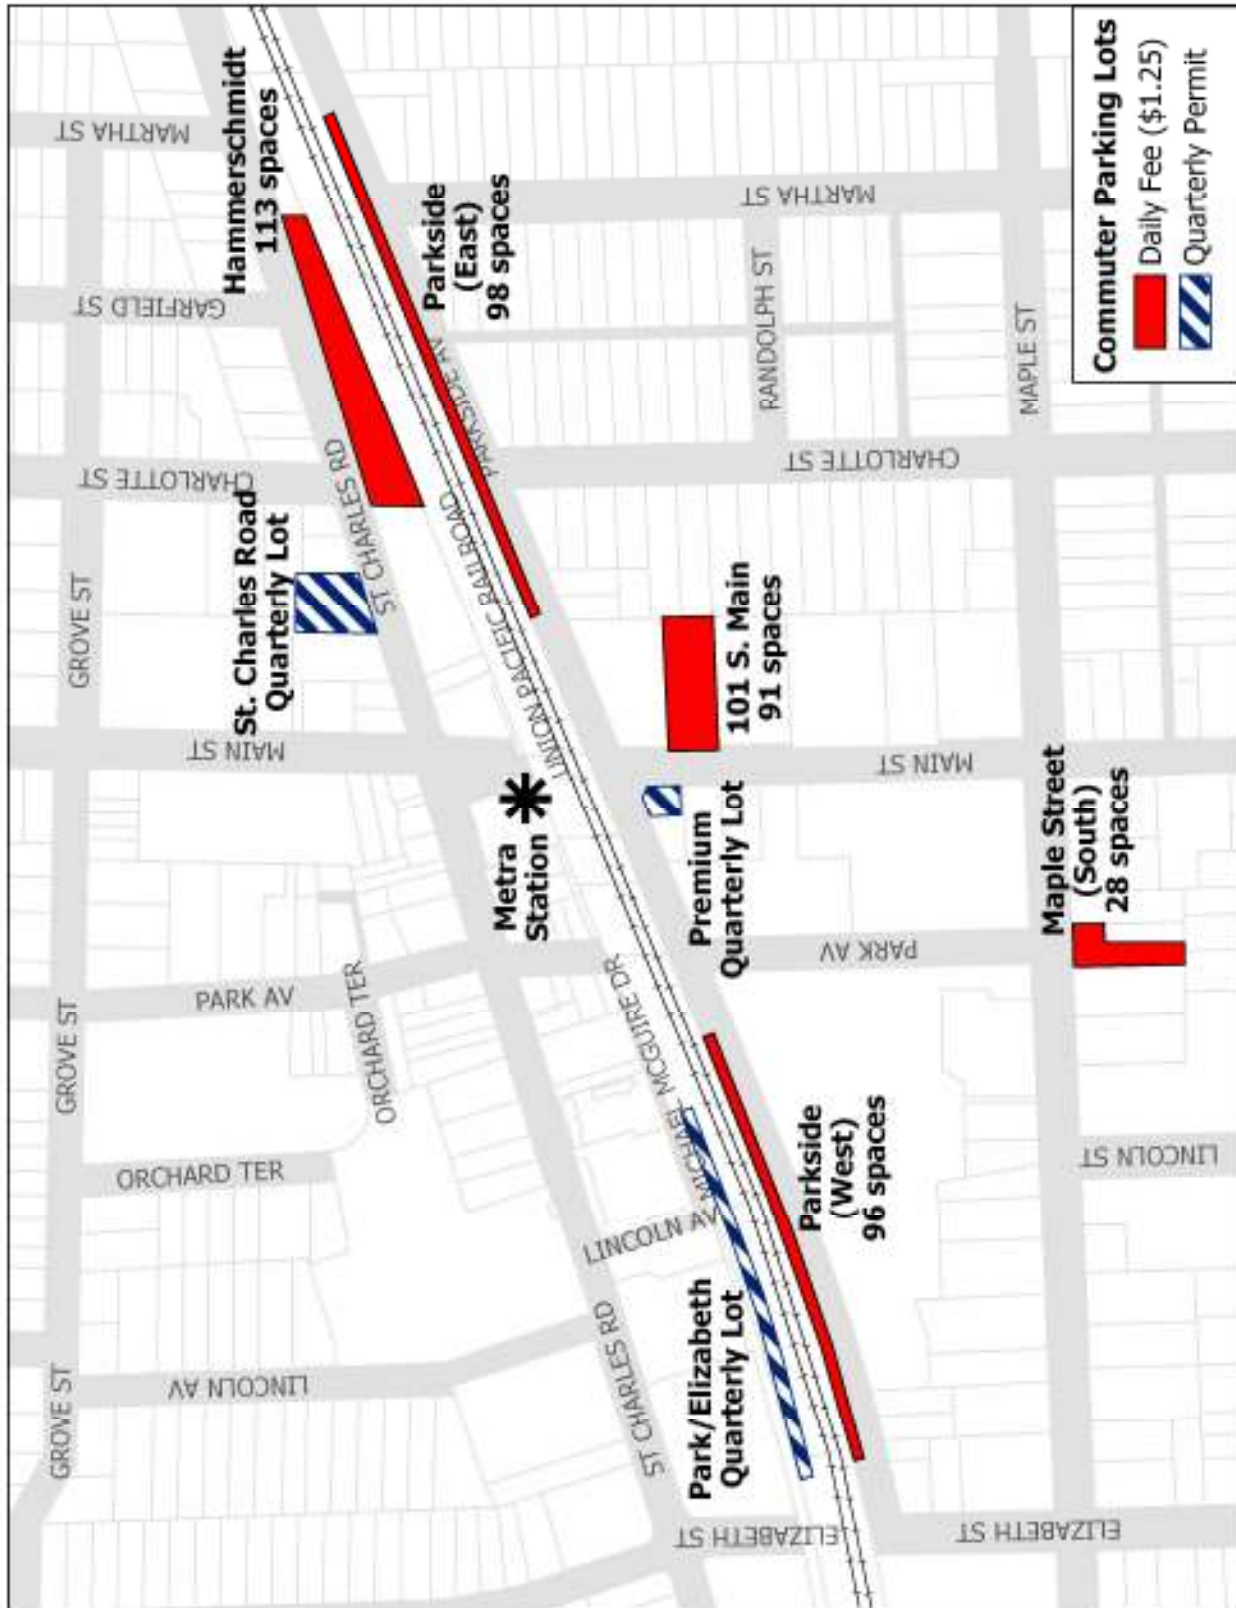 GROVE ST
GROVE ST
GROVE ST
LINCOLN AV
ORCHARD TER
PARK AV
ORCHARD TER
MAIN ST
CHARLOTTE ST
GARFIELD ST
MARTHA ST
Hammerschmidt
113 spaces
St. Charles Road
Quarterly Lot
ST CHARLES RD
ST CHARLES RD
Metra
Station
UNION PACIFIC RAILROAD
PARKSIDE AV
Parkside
(East)
98 spaces
LINCOLN AV
MICHAEL MCGUIRE DR
Park/Elizabeth
Quarterly Lot
ELIZABETH ST
Parkside
(West)
96 spaces
Premium
Quarterly Lot
101 S. Main
91 spaces
PARK AV
MAIN ST
CHARLOTTE ST
RANDOLPH ST
MARTHA ST
MAPLE ST
ELIZABETH ST
LINCOLN ST
Maple Street
(South)
28 spaces
Commuter Parking Lots
Daily Fee ($1.25)
Quarterly Permit